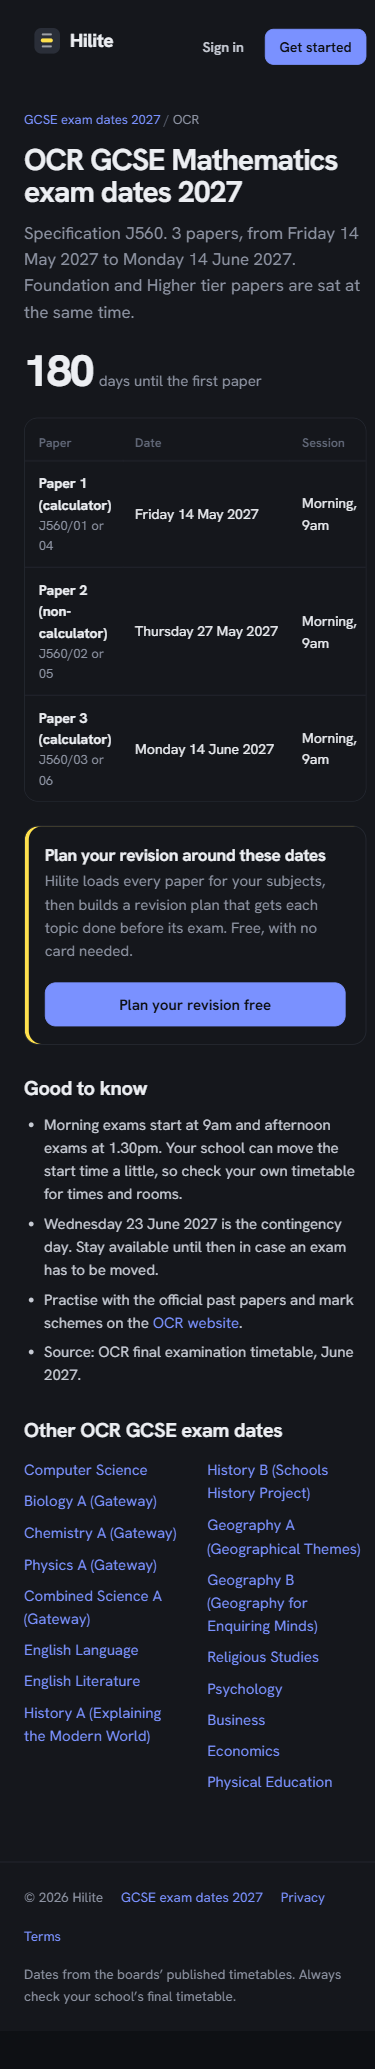 Hilite
Sign in
Get started
GCSE exam dates 2027 / OCR
OCR GCSE Mathematics
exam dates 2027
Specification J560. 3 papers, from Friday 14
May 2027 to Monday 14 June 2027.
Foundation and Higher tier papers are sat at
the same time.
180 days until the first paper
Paper Date Session
Paper 1
(calculator)
J560/01 or
04
Friday 14 May 2027
Morning,
9am
Paper 2
(non-
calculator)
J560/02 or
05
Thursday 27 May 2027
Morning,
9am
Paper 3
(calculator)
J560/03 or
06
Monday 14 June 2027
Morning,
9am
Plan your revision around these dates
Hilite loads every paper for your subjects,
then builds a revision plan that gets each
topic done before its exam. Free, with no
card needed.
Plan your revision free
Good to know
• Morning exams start at 9am and afternoon
exams at 1.30pm. Your school can move the
start time a little, so check your own timetable
for times and rooms.
• Wednesday 23 June 2027 is the contingency
day. Stay available until then in case an exam
has to be moved.
• Practise with the official past papers and mark
schemes on the OCR website.
• Source: OCR final examination timetable, June
2027.
Other OCR GCSE exam dates
Computer Science
Biology A (Gateway)
Chemistry A (Gateway)
Physics A (Gateway)
Combined Science A
(Gateway)
English Language
English Literature
History A (Explaining
the Modern World)
History B (Schools
History Project)
Geography A
(Geographical Themes)
Geography B
(Geography for
Enquiring Minds)
Religious Studies
Psychology
Business
Economics
Physical Education
© 2026 Hilite GCSE exam dates 2027 Privacy
Terms
Dates from the boards’ published timetables. Always
check your school’s final timetable.